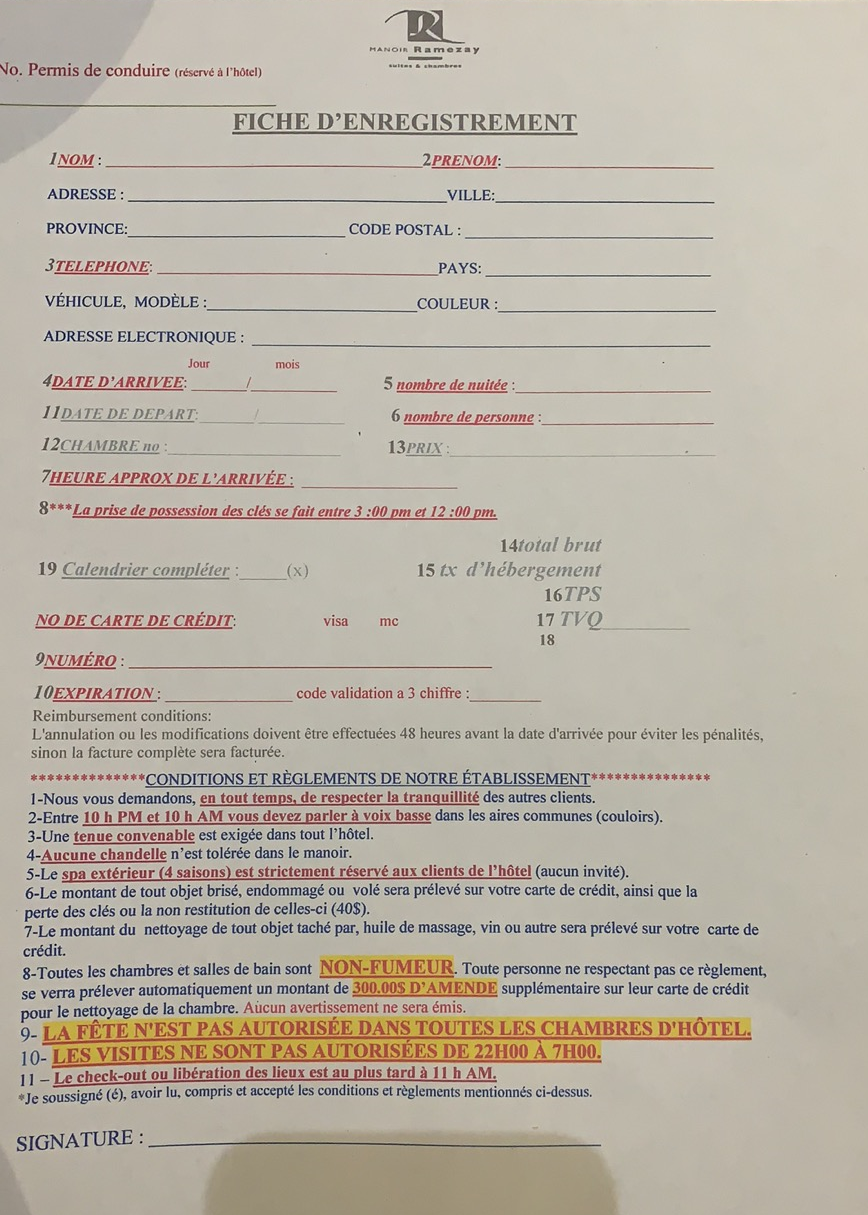 MANOIR Ramezay
suites & chambres
No. Permis de conduire (réservé à l'hôtel)
FICHE D'ENREGISTREMENT
1NOM : 2PRENOM:
ADRESSE : VILLE:
PROVINCE: CODE POSTAL :
3TELEPHONE: PAYS:
VÉHICULE, MODÈLE : COULEUR :
ADRESSE ELECTRONIQUE :
Jour mois
4DATE D'ARRIVEE: / 5 nombre de nuitée :
11DATE DE DEPART: / 6 nombre de personne :
12CHAMBRE no : 13PRIX :
7HEURE APPROX DE L'ARRIVÉE :
8***La prise de possession des clés se fait entre 3 :00 pm et 12 :00 pm.
14total brut
19 Calendrier compléter : (x) 15 tx d'hébergement
16TPS
NO DE CARTE DE CRÉDIT: visa mc 17 TVQ
18
9NUMÉRO :
10EXPIRATION : code validation a 3 chiffre :
Reimbursement conditions:
L'annulation ou les modifications doivent être effectuées 48 heures avant la date d'arrivée pour éviter les pénalités,
sinon la facture complète sera facturée.
**************CONDITIONS ET RÈGLEMENTS DE NOTRE ÉTABLISSEMENT***************
1-Nous vous demandons, en tout temps, de respecter la tranquillité des autres clients.
2-Entre 10 h PM et 10 h AM vous devez parler à voix basse dans les aires communes (couloirs).
3-Une tenue convenable est exigée dans tout l'hôtel.
4-Aucune chandelle n'est tolérée dans le manoir.
5-Le spa extérieur (4 saisons) est strictement réservé aux clients de l'hôtel (aucun invité).
6-Le montant de tout objet brisé, endommagé ou volé sera prélevé sur votre carte de crédit, ainsi que la
perte des clés ou la non restitution de celles-ci (40$).
7-Le montant du nettoyage de tout objet taché par, huile de massage, vin ou autre sera prélevé sur votre carte de
crédit.
8-Toutes les chambres et salles de bain sont NON-FUMEUR. Toute personne ne respectant pas ce règlement,
se verra prélever automatiquement un montant de 300.00$ D'AMENDE supplémentaire sur leur carte de crédit
pour le nettoyage de la chambre. Aucun avertissement ne sera émis.
9- LA FÊTE N'EST PAS AUTORISÉE DANS TOUTES LES CHAMBRES D'HÔTEL.
10- LES VISITES NE SONT PAS AUTORISÉES DE 22H00 À 7H00.
11 – Le check-out ou libération des lieux est au plus tard à 11 h AM.
*Je soussigné (é), avoir lu, compris et accepté les conditions et règlements mentionnés ci-dessus.
SIGNATURE :